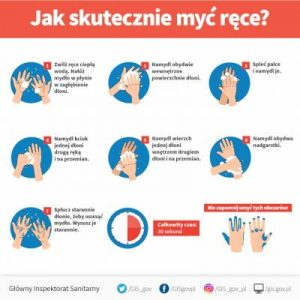 Jak skutecznie myć ręce?
1
Zwilż ręce ciepłą
wodą. Nałóż
mydło w płynie
w zagłębienie
dłoni.
2
Namydl obydwie
wewnętrzne
powierzchnie dłoni.
3
Spleć palce
i namydl je.
4
Namydl kciuk
jednej dłoni
drugą ręką
i na przemian.
5
Namydl wierzch
jednej dłoni
wnętrzem drugiej
dłoni i na przemian.
6
Namydl obydwa
nadgarstki.
7
Spłucz starannie
dłonie, żeby usunąć
mydło. Wysusz je
starannie.
Całkowity czas:
30 sekund
Nie zapomnij umyć tych obszarów!
Główny Inspektorat Sanitarny
@GIS_gov
@GISgovpl
@GIS_gov_pl
gis.gov.pl